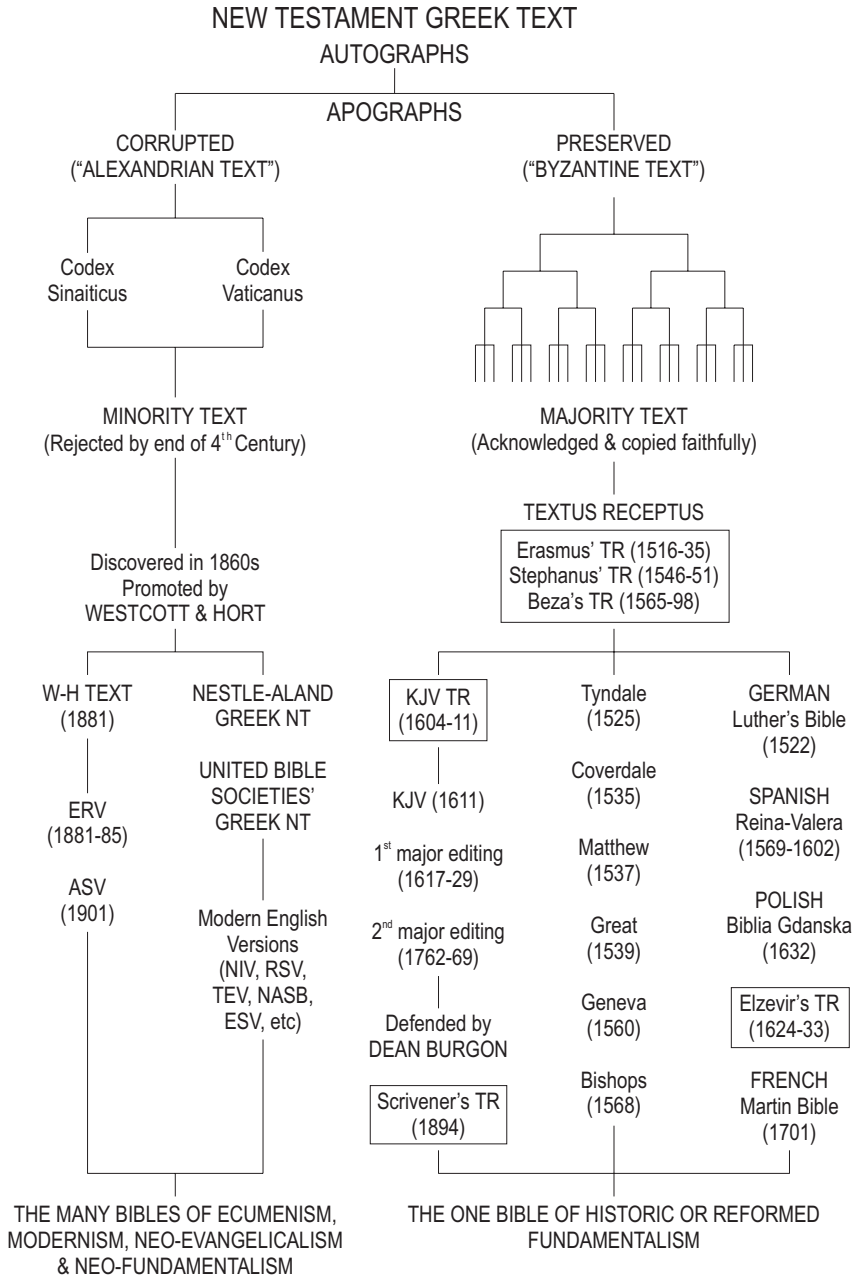 NEW TESTAMENT GREEK TEXT
AUTOGRAPHS
APOGRAPHS
CORRUPTED
(“ALEXANDRIAN TEXT”)
Codex
Sinaiticus
Codex
Vaticanus
MINORITY TEXT
(Rejected by end of 4th Century)
Discovered in 1860s
Promoted by
WESTCOTT & HORT
W-H TEXT
(1881)
ERV
(1881-85)
ASV
(1901)
NESTLE-ALAND
GREEK NT
UNITED BIBLE
SOCIETIES’
GREEK NT
Modern English
Versions
(NIV, RSV,
TEV, NASB,
ESV, etc)
THE MANY BIBLES OF ECUMENISM,
MODERNISM, NEO-EVANGELICALISM
& NEO-FUNDAMENTALISM
PRESERVED
(“BYZANTINE TEXT”)
MAJORITY TEXT
(Acknowledged & copied faithfully)
TEXTUS RECEPTUS
Erasmus’ TR (1516-35)
Stephanus’ TR (1546-51)
Beza’s TR (1565-98)
KJV TR
(1604-11)
KJV (1611)
1st major editing
(1617-29)
2nd major editing
(1762-69)
Defended by
DEAN BURGON
Scrivener’s TR
(1894)
Tyndale
(1525)
Coverdale
(1535)
Matthew
(1537)
Great
(1539)
Geneva
(1560)
Bishops
(1568)
GERMAN
Luther’s Bible
(1522)
SPANISH
Reina-Valera
(1569-1602)
POLISH
Biblia Gdanska
(1632)
Elzevir’s TR
(1624-33)
FRENCH
Martin Bible
(1701)
THE ONE BIBLE OF HISTORIC OR REFORMED
FUNDAMENTALISM